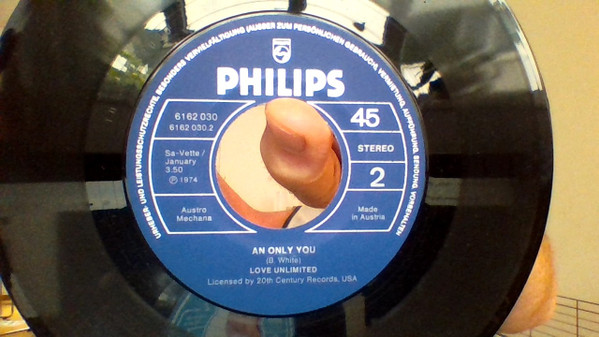 URHEBER- UND LEISTUNGSSCHUTZRECHTE, BESONDERS VERVIELFÄLTIGUNG (AUSSER ZUM PERSÖNLICHEN GEBRAUCH), VERMIETUNG, AUFFÜHRUNG, SENDUNG, VORBEHALTEN
PHILIPS
6162 030
6162 030.2
45
STEREO
Sa-Vette /
January
3.50
Ⓟ 1974
2
Austro
Mechana
Made
in Austria
AN ONLY YOU
(B. White)
LOVE UNLIMITED
Licensed by 20th Century Records, USA